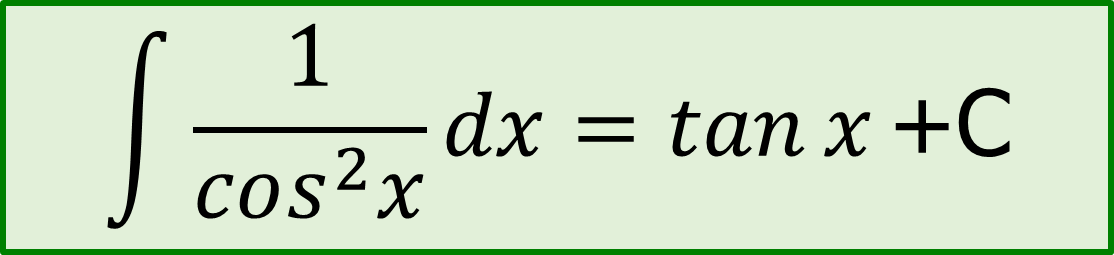 ∫ 1/cos²x dx = tan x +C